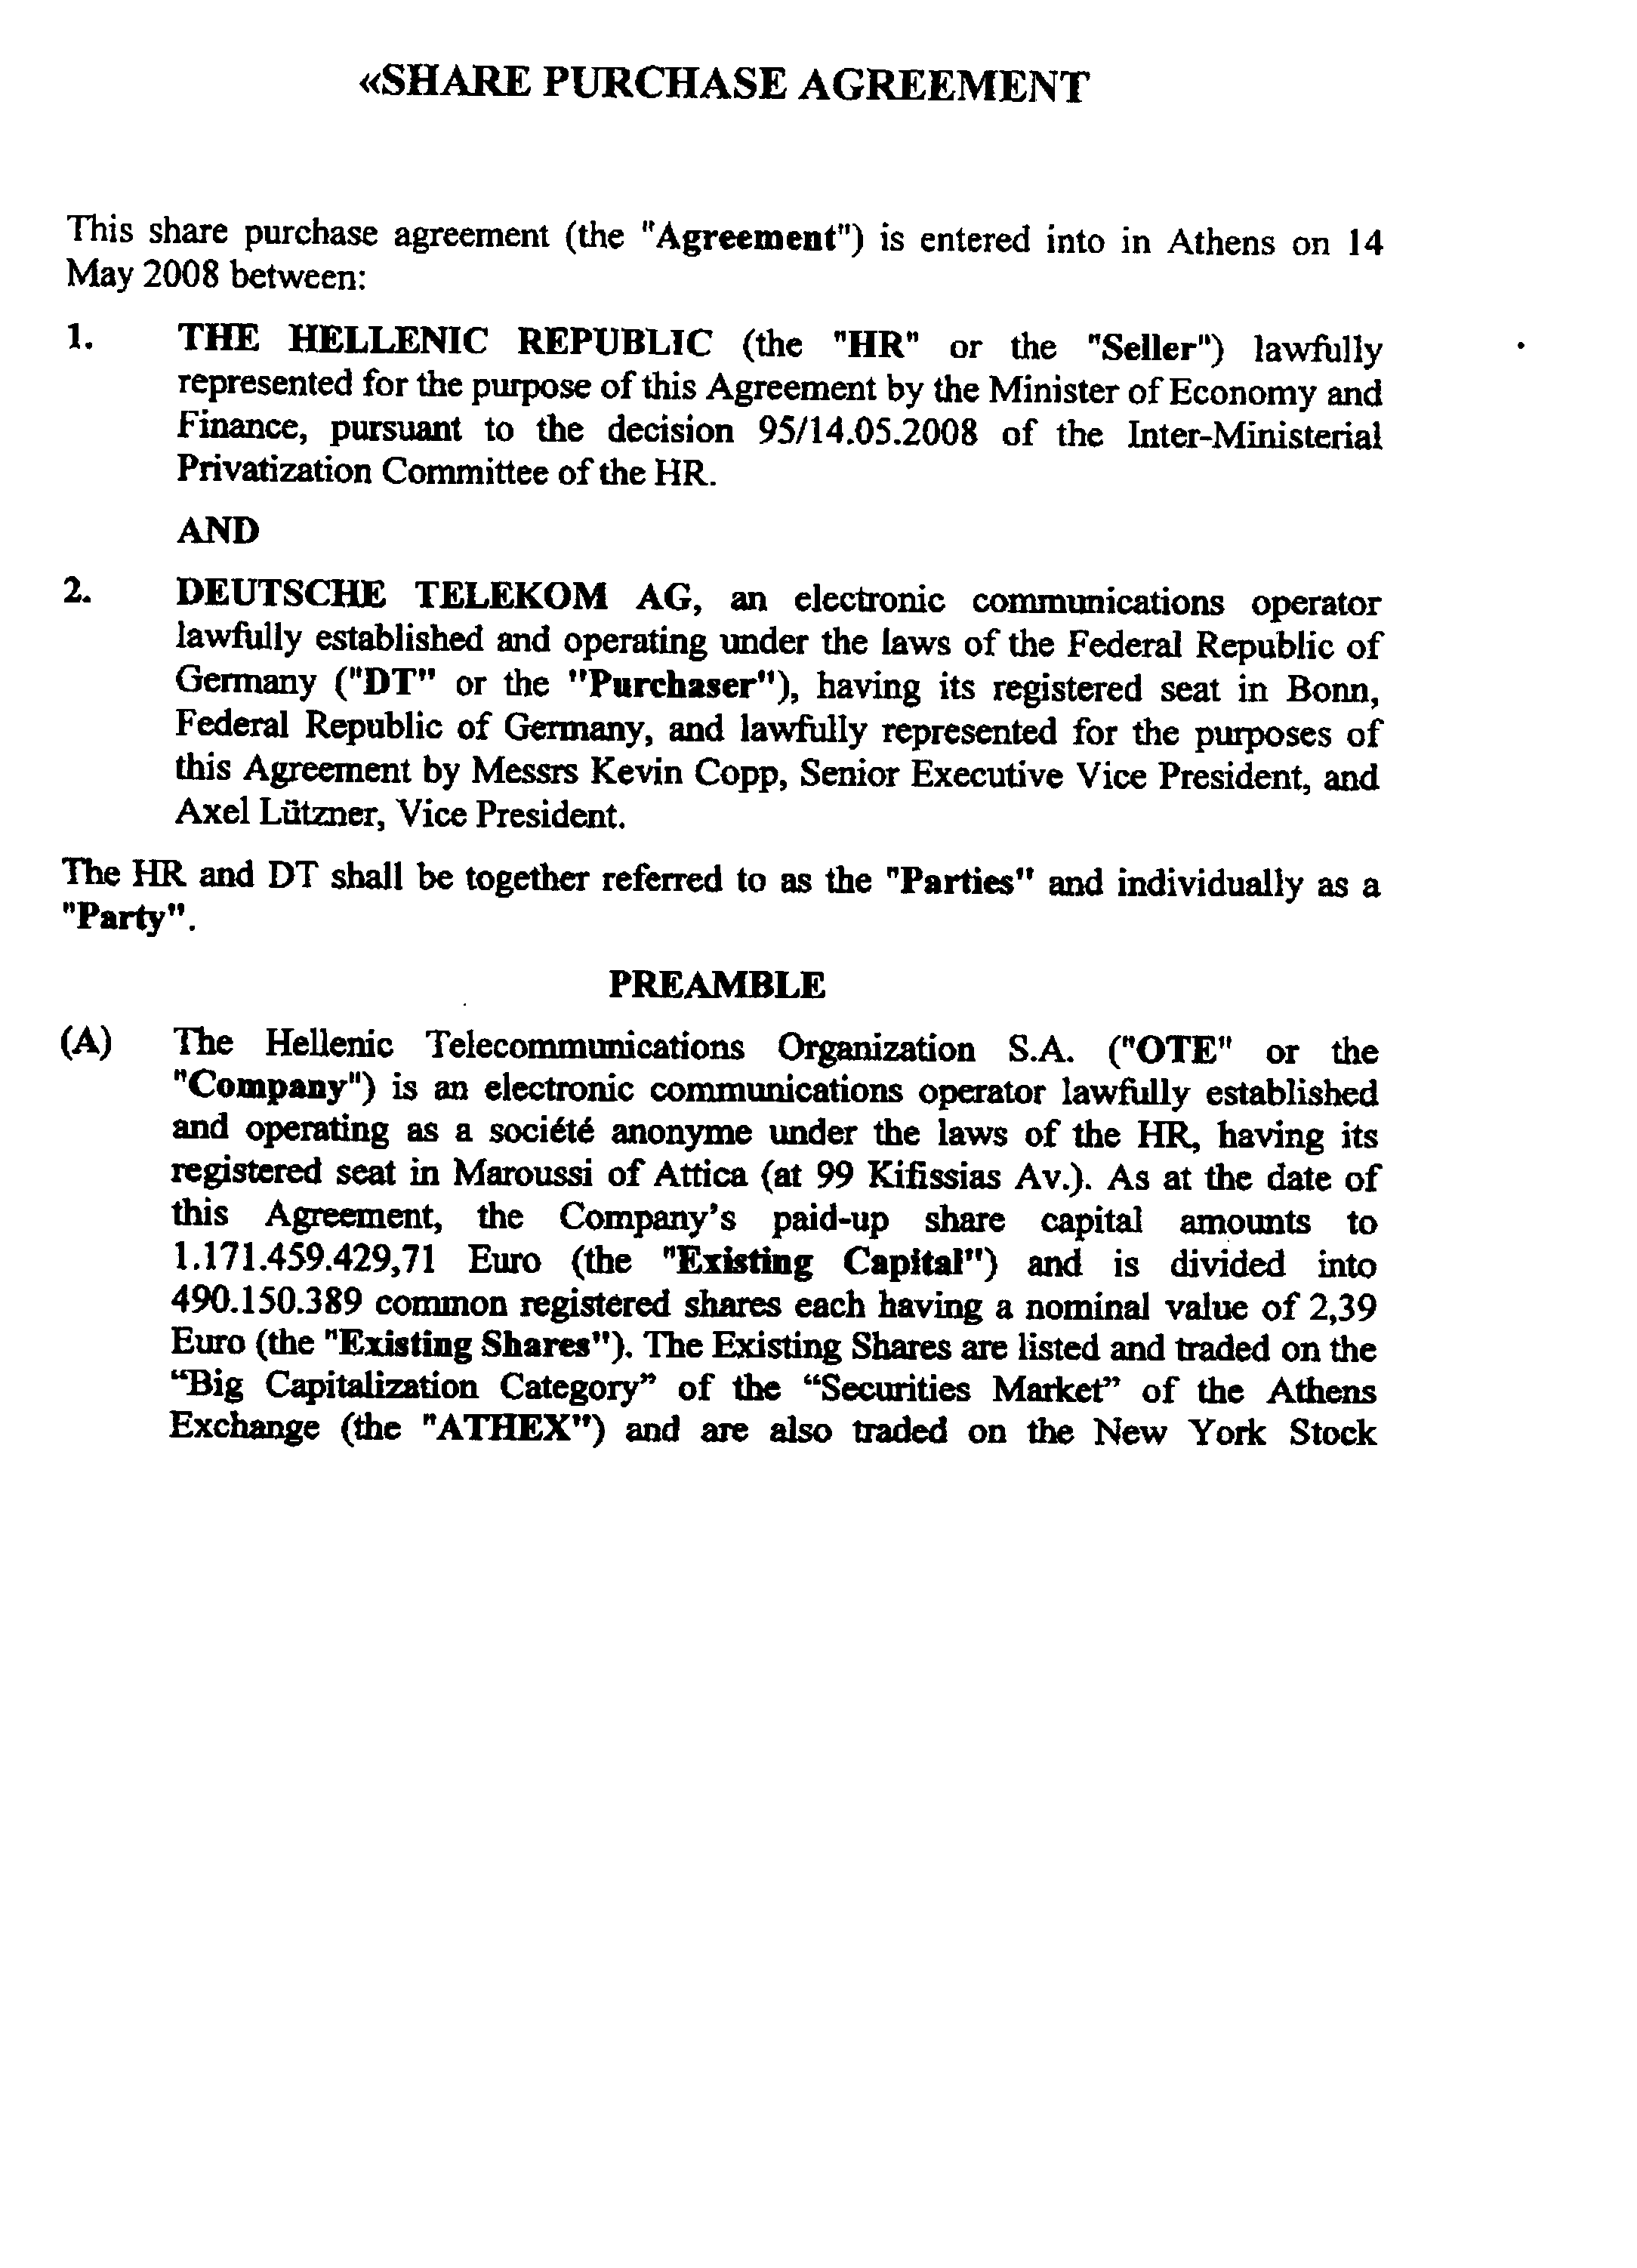 «SHARE PURCHASE AGREEMENT
This share purchase agreement (the "Agreement") is entered into in Athens on 14
May 2008 between:
1. THE HELLENIC REPUBLIC (the "HR" or the "Seller") lawfully
represented for the purpose of this Agreement by the Minister of Economy and
Finance, pursuant to the decision 95/14.05.2008 of the Inter-Ministerial
Privatization Committee of the HR.
AND
2. DEUTSCHE TELEKOM AG, an electronic communications operator
lawfully established and operating under the laws of the Federal Republic of
Germany ("DT" or the "Purchaser"), having its registered seat in Bonn,
Federal Republic of Germany, and lawfully represented for the purposes of
this Agreement by Messrs Kevin Copp, Senior Executive Vice President, and
Axel Lützner, Vice President.
The HR and DT shall be together referred to as the "Parties" and individually as a
"Party".
PREAMBLE
(A) The Hellenic Telecommunications Organization S.A. ("OTE" or the
"Company") is an electronic communications operator lawfully established
and operating as a société anonyme under the laws of the HR, having its
registered seat in Maroussi of Attica (at 99 Kifissias Av.). As at the date of
this Agreement, the Company's paid-up share capital amounts to
1.171.459.429,71 Euro (the "Existing Capital") and is divided into
490.150.389 common registered shares each having a nominal value of 2,39
Euro (the "Existing Shares"). The Existing Shares are listed and traded on the
“Big Capitalization Category” of the “Securities Market” of the Athens
Exchange (the "ATHEX") and are also traded on the New York Stock